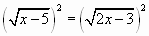 (√(x−5))² = (√(2x−3))²